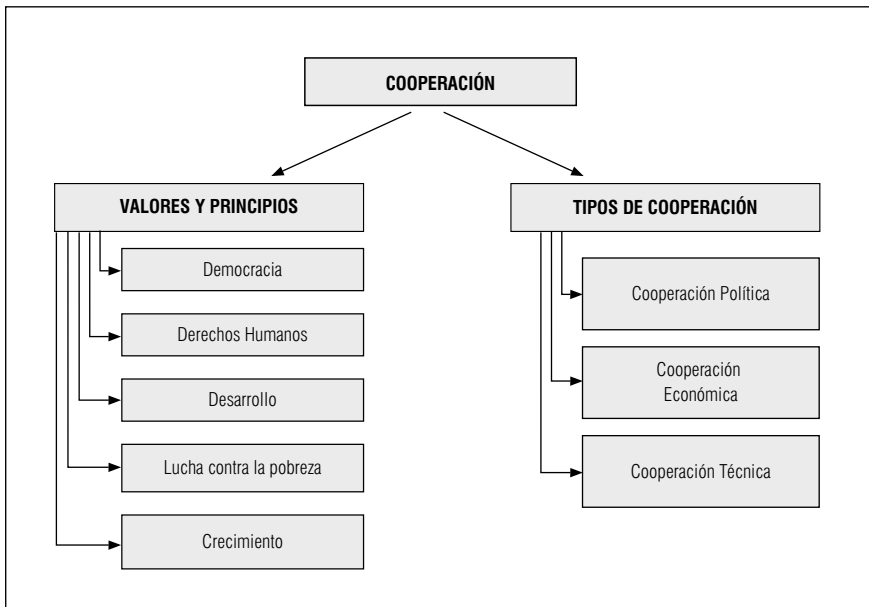 COOPERACIÓN
VALORES Y PRINCIPIOS
Democracia
Derechos Humanos
Desarrollo
Lucha contra la pobreza
Crecimiento
TIPOS DE COOPERACIÓN
Cooperación Política
Cooperación
Económica
Cooperación Técnica